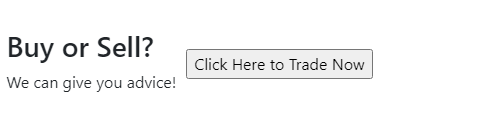 Buy or Sell?
We can give you advice!
Click Here to Trade Now